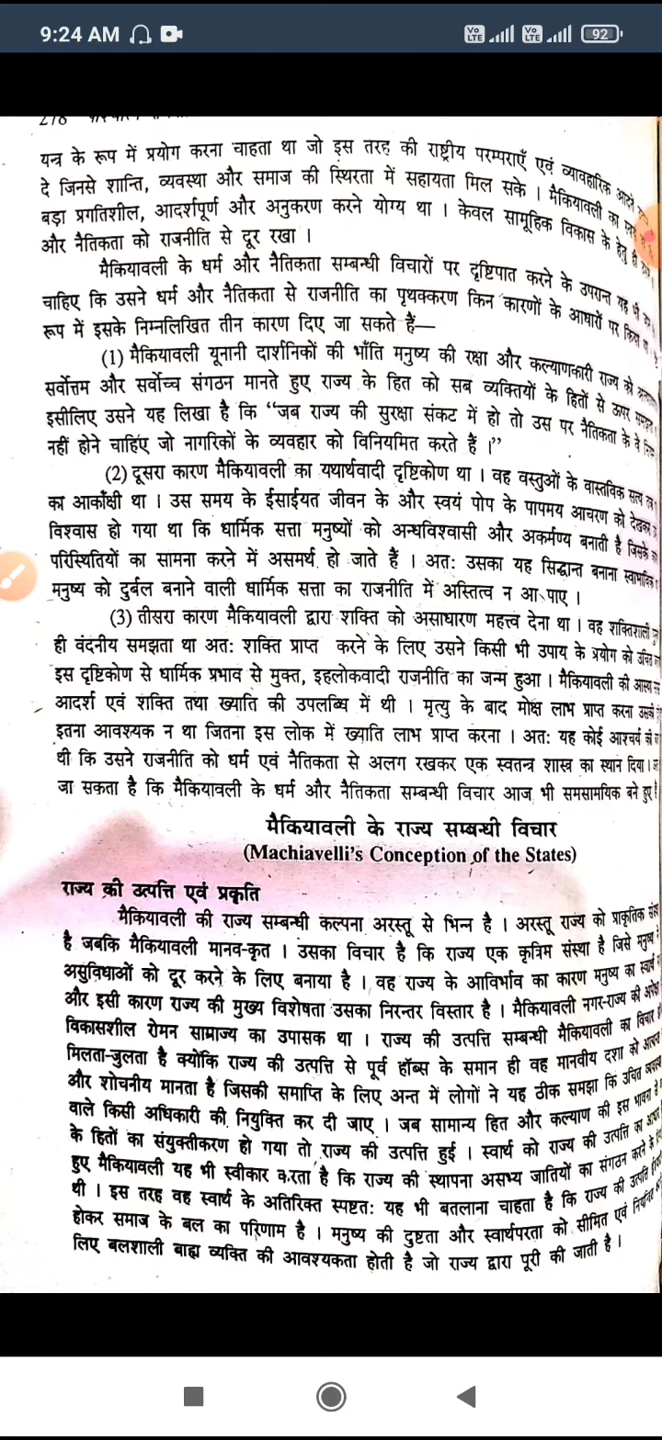 9:24 AM
Vo LTE Vo LTE 92
यन्त्र के रूप में प्रयोग करना चाहता था जो इस तरह की राष्ट्रीय परम्पराएँ एवं व्यावहारिक आदर्श
दे जिनसे शान्ति, व्यवस्था और समाज की स्थिरता में सहायता मिल सके । मैकियावली का
बड़ा प्रगतिशील, आदर्शपूर्ण और अनुकरण करने योग्य था । केवल सामूहिक विकास के हेतु ही
और नैतिकता को राजनीति से दूर रखा ।
मैकियावली के धर्म और नैतिकता सम्बन्धी विचारों पर दृष्टिपात करने के उपरान्त यह भी
चाहिए कि उसने धर्म और नैतिकता से राजनीति का पृथक्करण किन कारणों के आधारों पर किया
रूप में इसके निम्नलिखित तीन कारण दिए जा सकते हैं—
(1) मैकियावली यूनानी दार्शनिकों की भाँति मनुष्य की रक्षा और कल्याणकारी राज्य को
सर्वोत्तम और सर्वोच्च संगठन मानते हुए राज्य के हित को सब व्यक्तियों के हितों से ऊपर
इसीलिए उसने यह लिखा है कि “जब राज्य की सुरक्षा संकट में हो तो उस पर नैतिकता के वे
नहीं होने चाहिएं जो नागरिकों के व्यवहार को विनियमित करते हैं ।”
(2) दूसरा कारण मैकियावली का यथार्थवादी दृष्टिकोण था । वह वस्तुओं के वास्तविक सत्य
का आकाँक्षी था । उस समय के ईसाईयत जीवन के और स्वयं पोप के पापमय आचरण को देखकर
विश्वास हो गया था कि धार्मिक सत्ता मनुष्यों को अन्धविश्वासी और अकर्मण्य बनाती है जिसके
परिस्थितियों का सामना करने में असमर्थ हो जाते हैं । अतः उसका यह सिद्धान्त बनाना स्वाभाविक
मनुष्य को दुर्बल बनाने वाली धार्मिक सत्ता का राजनीति में अस्तित्व न आ पाए ।
(3) तीसरा कारण मैकियावली द्वारा शक्ति को असाधारण महत्त्व देना था । वह शक्तिशाली
ही वंदनीय समझता था अतः शक्ति प्राप्त करने के लिए उसने किसी भी उपाय के प्रयोग को उचित
इस दृष्टिकोण से धार्मिक प्रभाव से मुक्त, इहलोकवादी राजनीति का जन्म हुआ । मैकियावली की
आदर्श एवं शक्ति तथा ख्याति की उपलब्धि में थी । मृत्यु के बाद मोक्ष लाभ प्राप्त करना
इतना आवश्यक न था जितना इस लोक में ख्याति लाभ प्राप्त करना । अतः यह कोई आश्चर्य की
थी कि उसने राजनीति को धर्म एवं नैतिकता से अलग रखकर एक स्वतन्त्र शास्त्र का स्थान दिया ।
जा सकता है कि मैकियावली के धर्म और नैतिकता सम्बन्धी विचार आज भी समसामयिक बने हुए
मैकियावली के राज्य सम्बन्धी विचार
(Machiavelli's Conception of the States)
राज्य की उत्पत्ति एवं प्रकृति
मैकियावली की राज्य सम्बन्धी कल्पना अरस्तू से भिन्न है । अरस्तू राज्य को प्राकृतिक
है जबकि मैकियावली मानव-कृत । उसका विचार है कि राज्य एक कृत्रिम संस्था है जिसे मनुष्य
असुविधाओं को दूर करने के लिए बनाया है । वह राज्य के आविर्भाव का कारण मनुष्य का स्वार्थ
और इसी कारण राज्य की मुख्य विशेषता उसका निरन्तर विस्तार है । मैकियावली नगर-राज्य की
विकासशील रोमन साम्राज्य का उपासक था । राज्य की उत्पत्ति सम्बन्धी मैकियावली का विचार
मिलता-जुलता है क्योंकि राज्य की उत्पत्ति से पूर्व हॉब्स के समान ही वह मानवीय दशा को
और शोचनीय मानता है जिसकी समाप्ति के लिए अन्त में लोगों ने यह ठीक समझा कि उचित
वाले किसी अधिकारी की नियुक्ति कर दी जाए । जब सामान्य हित और कल्याण की इस भावना
के हितों का संयुक्तीकरण हो गया तो राज्य की उत्पत्ति हुई । स्वार्थ को राज्य की उत्पत्ति का
हुए मैकियावली यह भी स्वीकार करता है कि राज्य की स्थापना असभ्य जातियों का संगठन करने के
थी । इस तरह वह स्वार्थ के अतिरिक्त स्पष्टतः यह भी बतलाना चाहता है कि राज्य की उत्पत्ति
होकर समाज के बल का परिणाम है । मनुष्य की दुष्टता और स्वार्थपरता को सीमित एवं
लिए बलशाली बाह्य व्यक्ति की आवश्यकता होती है जो राज्य द्वारा पूरी की जाती है ।